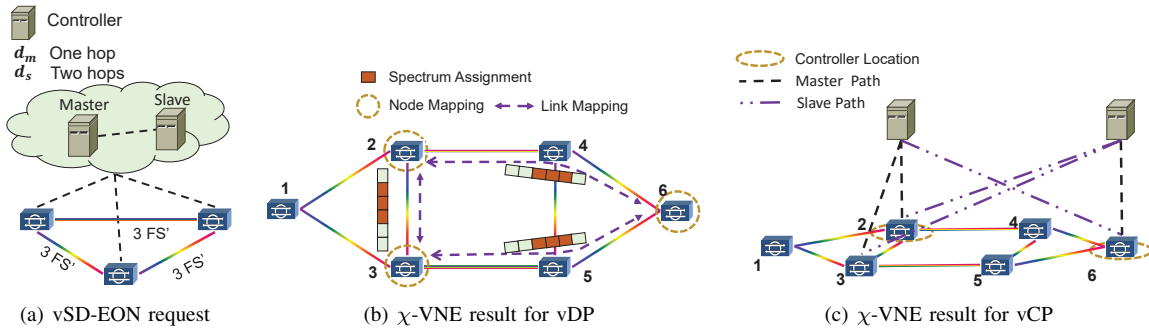 Controller
d_m One hop
d_s Two hops
Master
Slave
3 FS'
3 FS'
3 FS'
(a) vSD-EON request
Spectrum Assignment
Node Mapping
Link Mapping
1
2
3
4
5
6
(b) χ-VNE result for vDP
Controller Location
Master Path
Slave Path
1
2
3
4
5
6
(c) χ-VNE result for vCP